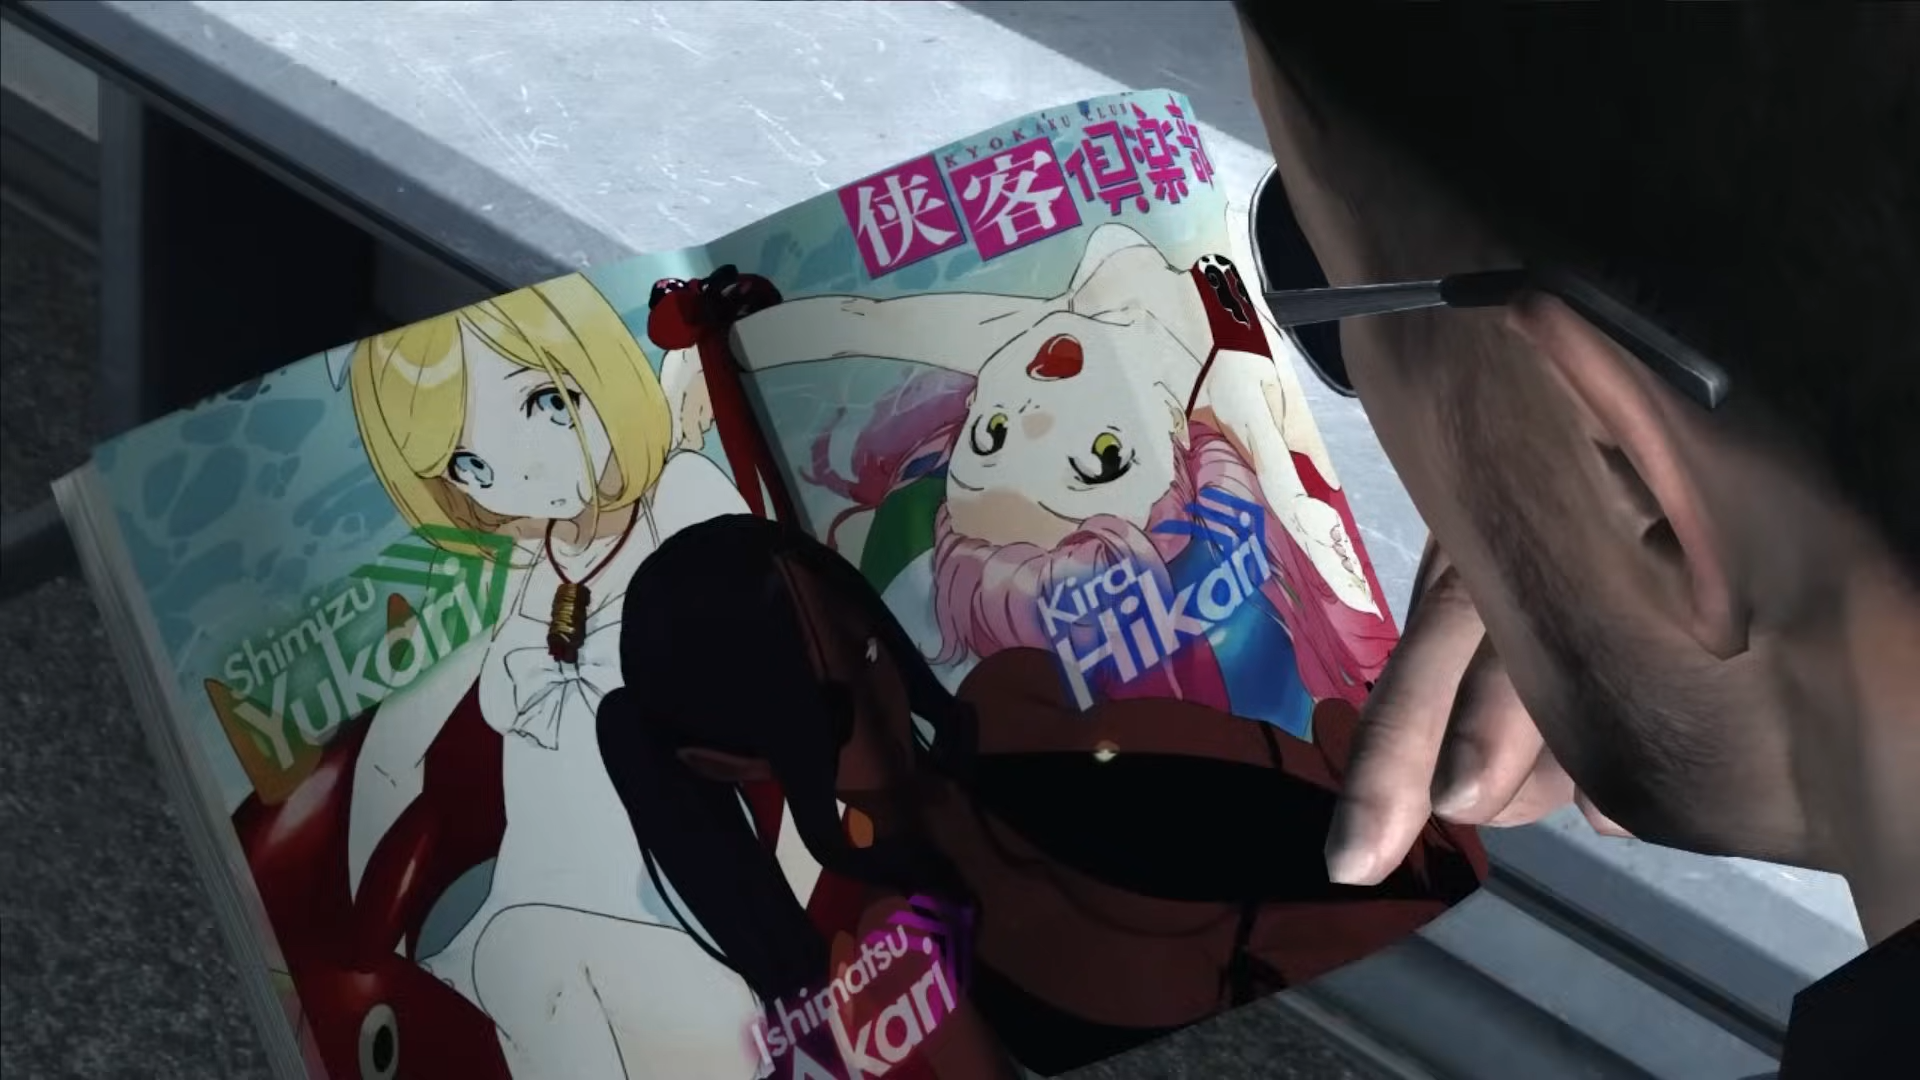 KYOKAKU CLUB
侠客倶楽部
Shimizu
Yukari
Kira
Hikari
Ishimatsu
Akari